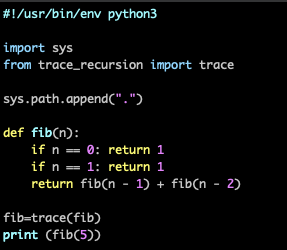 #!/usr/bin/env python3

import sys
from trace_recursion import trace

sys.path.append(".")

def fib(n):
    if n == 0: return 1
    if n == 1: return 1
    return fib(n - 1) + fib(n - 2)

fib=trace(fib)
print (fib(5))